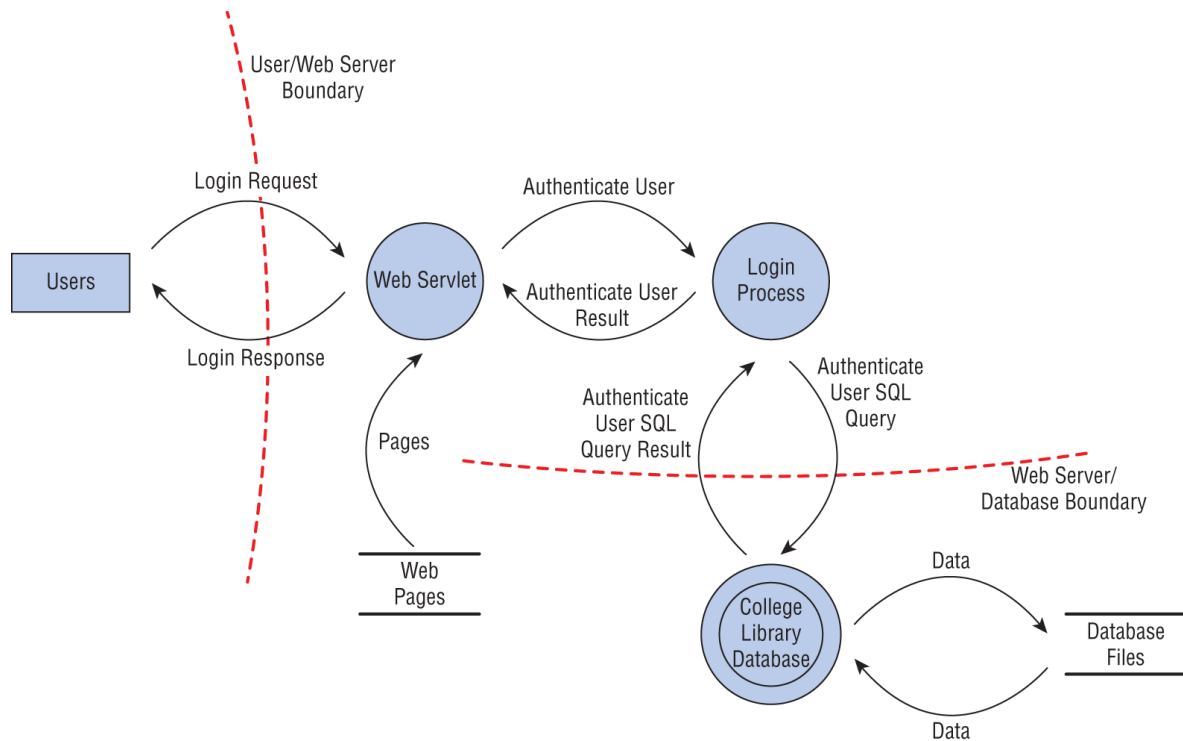 User/Web Server
Boundary
Login Request
Authenticate User
Users
Web Servlet
Login
Process
Authenticate User
Result
Login Response
Authenticate
User SQL
Query
Authenticate
User SQL
Query Result
Pages
Web Server/
Database Boundary
Web
Pages
Data
College
Library
Database
Database
Files
Data